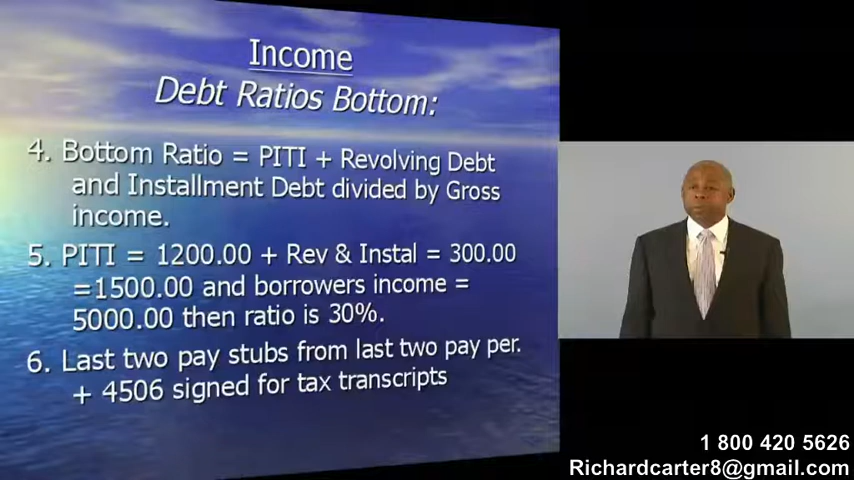 Income
Debt Ratios Bottom:
4. Bottom Ratio = PITI + Revolving Debt
and Installment Debt divided by Gross
income.
5. PITI = 1200.00 + Rev & Instal = 300.00
=1500.00 and borrowers income =
5000.00 then ratio is 30%.
6. Last two pay stubs from last two pay per.
+ 4506 signed for tax transcripts
1 800 420 5626
Richardcarter8@gmail.com